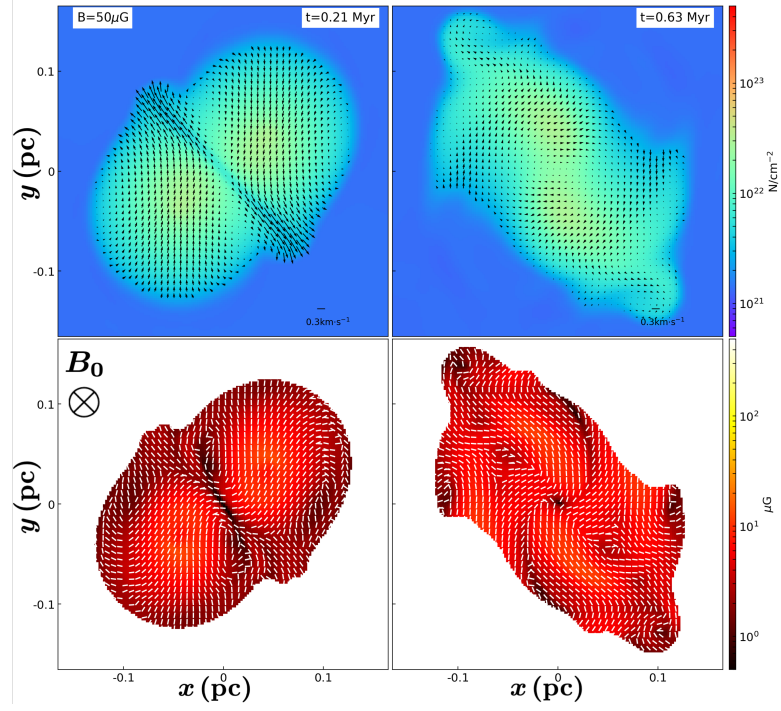 B=50μG
t=0.21 Myr
t=0.63 Myr
0.1
0
-0.1
y (pc)
0.3km·s⁻¹
0.3km·s⁻¹
10²³
10²²
10²¹
N/cm⁻²
B₀
0.1
0
-0.1
y (pc)
10²
10¹
10⁰
μG
-0.1
0
0.1
-0.1
0
0.1
x (pc)
x (pc)